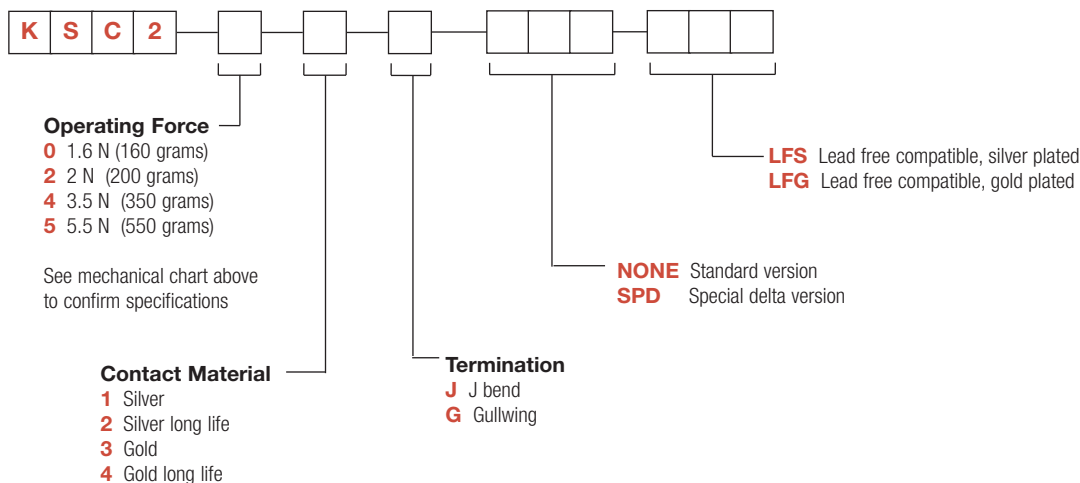 K S C 2
Operating Force
0 1.6 N (160 grams)
2 2 N (200 grams)
4 3.5 N (350 grams)
5 5.5 N (550 grams)
See mechanical chart above
to confirm specifications
Contact Material
1 Silver
2 Silver long life
3 Gold
4 Gold long life
Termination
J J bend
G Gullwing
NONE Standard version
SPD Special delta version
LFS Lead free compatible, silver plated
LFG Lead free compatible, gold plated